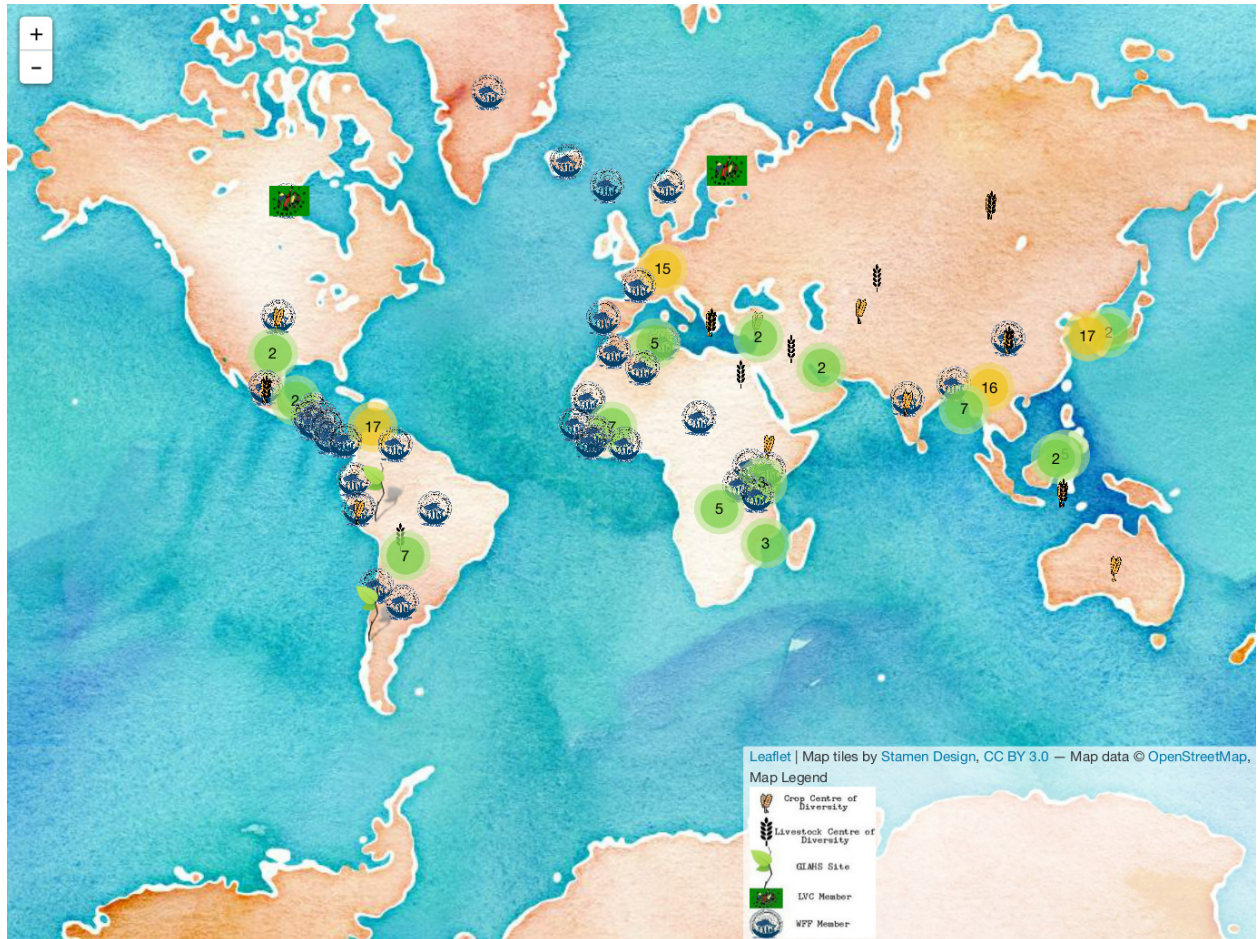 +
−
15
2
5
2
2
17
2
16
7
2
17
7
2
5
3
7
Leaflet | Map tiles by Stamen Design, CC BY 3.0 — Map data © OpenStreetMap,
Map Legend
Crop Centre of
Diversity
Livestock Centre of
Diversity
GIAHS Site
LVC Member
WFF Member